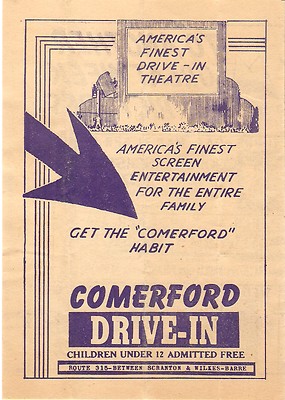 AMERICA'S
FINEST
DRIVE-IN
THEATRE
AMERICA'S FINEST
SCREEN
ENTERTAINMENT
FOR THE ENTIRE
FAMILY
GET THE "COMERFORD"
HABIT
COMERFORD
DRIVE-IN
CHILDREN UNDER 12 ADMITTED FREE
ROUTE 315-BETWEEN SCRANTON & WILKES-BARRE